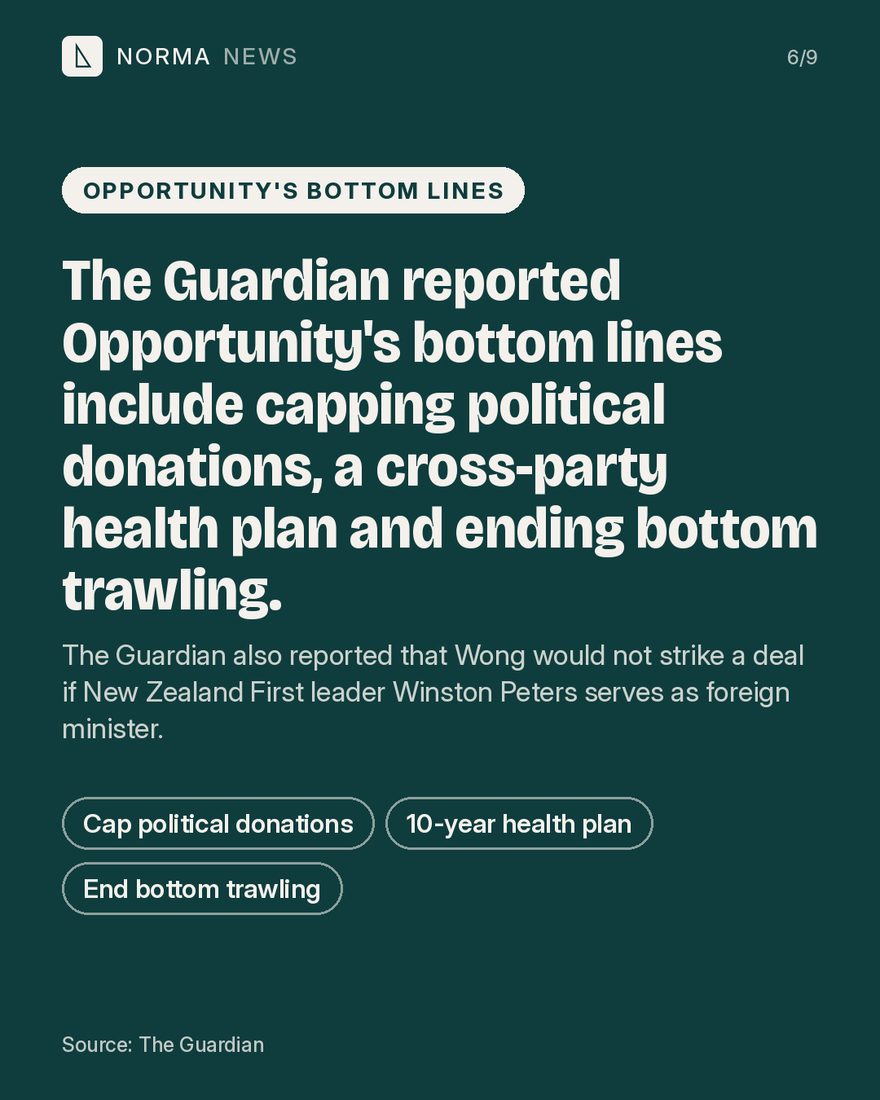 NORMA NEWS
6/9
OPPORTUNITY'S BOTTOM LINES
The Guardian reported
Opportunity's bottom lines
include capping political
donations, a cross-party
health plan and ending bottom
trawling.
The Guardian also reported that Wong would not strike a deal
if New Zealand First leader Winston Peters serves as foreign
minister.
Cap political donations
10-year health plan
End bottom trawling
Source: The Guardian